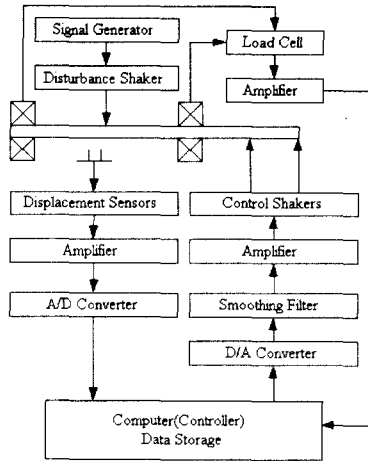 Signal Generator
Load Cell
Disturbance Shaker
Amplifier
Displacement Sensors
Control Shakers
Amplifier
Amplifier
A/D Converter
Smoothing Filter
D/A Converter
Computer(Controller)
Data Storage